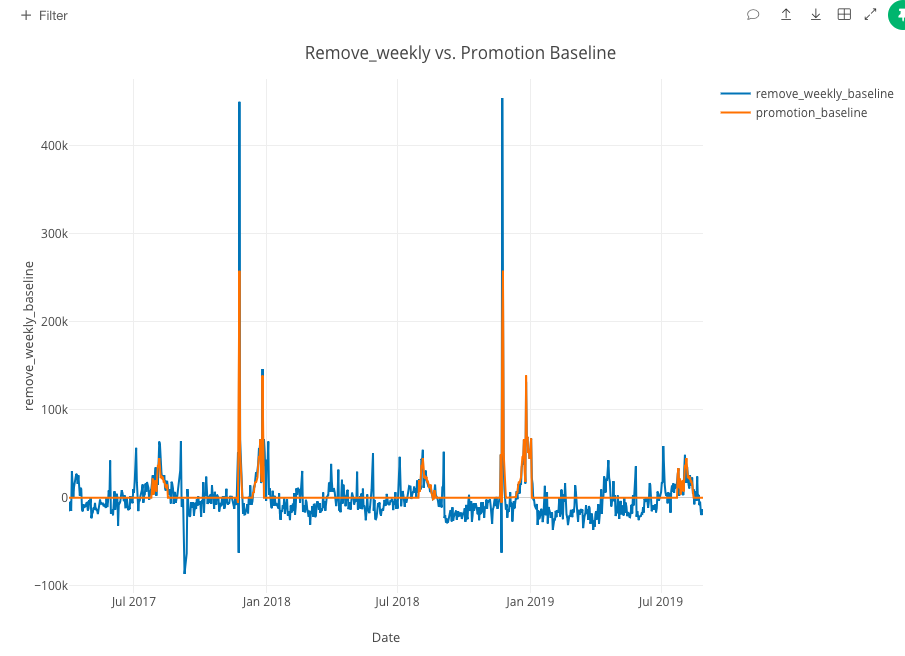 Filter
Remove_weekly vs. Promotion Baseline
remove_weekly_baseline
promotion_baseline
400k
300k
200k
100k
0
−100k
remove_weekly_baseline
Jul 2017
Jan 2018
Jul 2018
Jan 2019
Jul 2019
Date